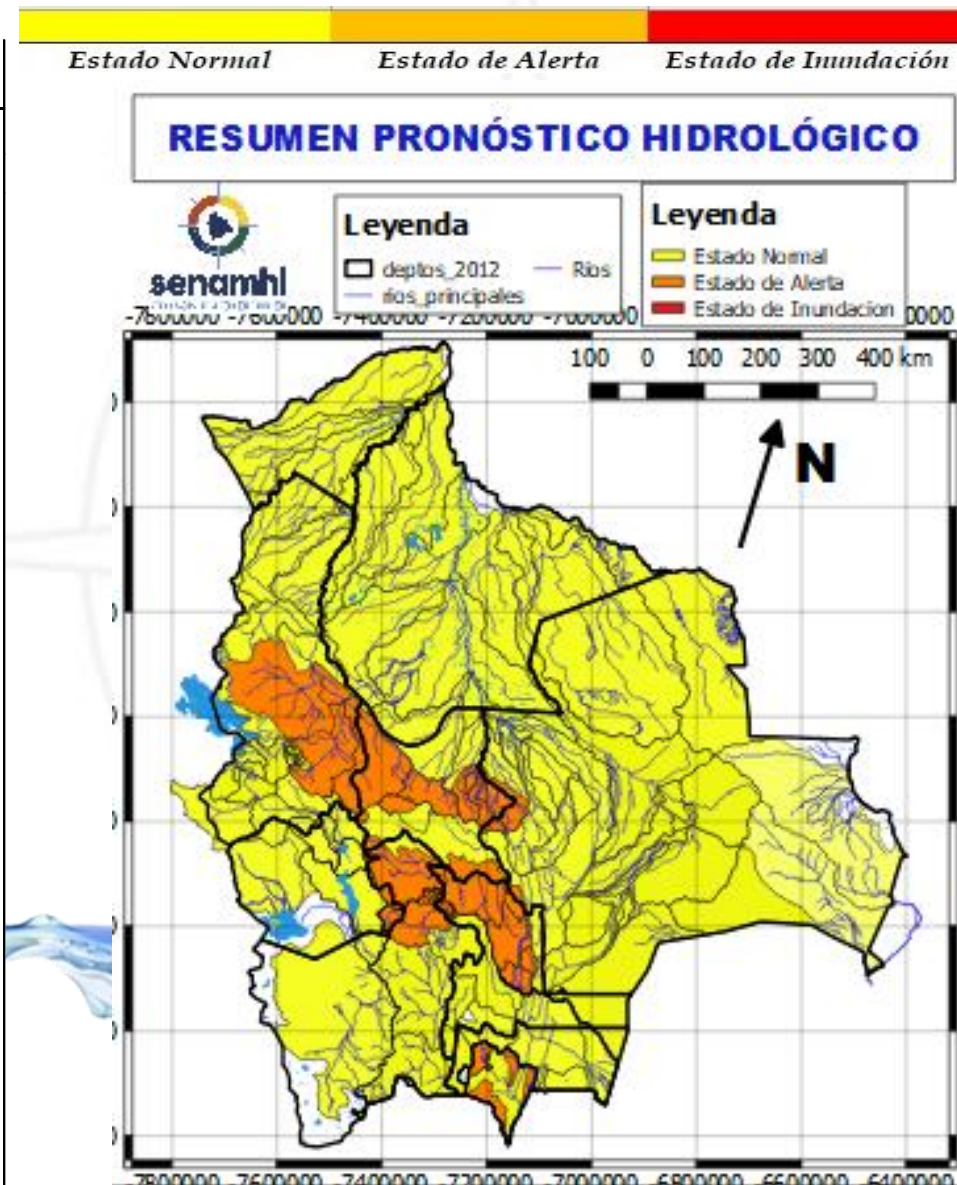 Estado Normal Estado de Alerta Estado de Inundación
RESUMEN PRONÓSTICO HIDROLÓGICO
senamhi
Leyenda
deptos_2012 Rios
rios_principales
Leyenda
Estado Normal
Estado de Alerta
Estado de Inundacion
-7800000 -7600000 -7400000 -7200000 -7000000 0000
100 0 100 200 300 400 km
N
-7800000 -7600000 -7400000 -7200000 -7000000 -6800000 -6600000 -6400000